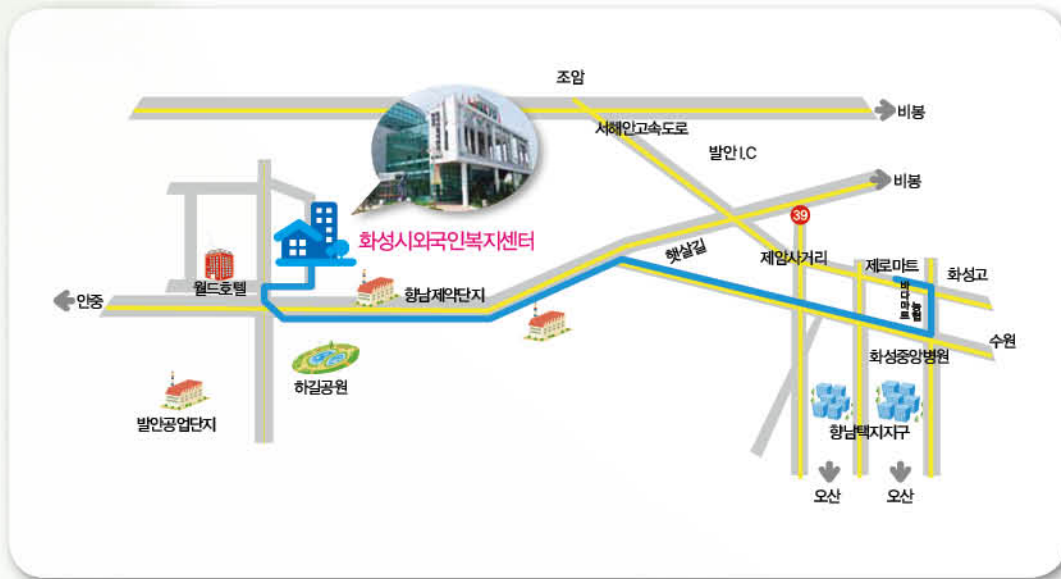 조암
비봉
서해안고속도로
발안 I.C
비봉
39
화성시외국인복지센터
햇살길
제암사거리
제로마트
화성고
월드호텔
향남제약단지
바다마트
농협
안중
수원
화성중앙병원
하길공원
발안공업단지
향남택지지구
오산
오산